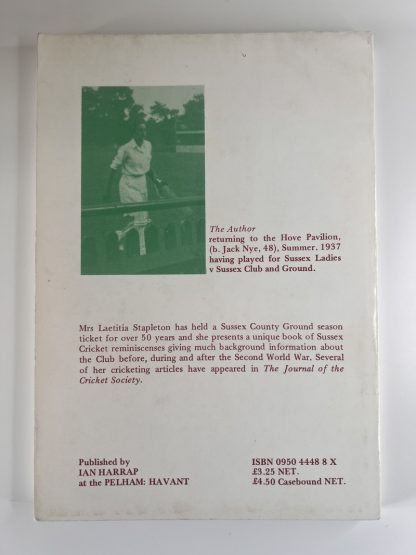 The Author
returning to the Hove Pavilion,
(b. Jack Nye, 48), Summer. 1937
having played for Sussex Ladies
v Sussex Club and Ground.
Mrs Laetitia Stapleton has held a Sussex County Ground season
ticket for over 50 years and she presents a unique book of Sussex
Cricket reminiscenses giving much background information about
the Club before, during and after the Second World War. Several
of her cricketing articles have appeared in The Journal of the
Cricket Society.
Published by
IAN HARRAP
at the PELHAM: HAVANT
ISBN 0950 4448 8 X
£3.25 NET.
£4.50 Casebound NET.